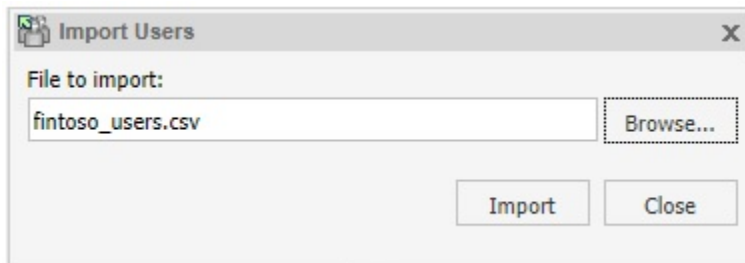 Import Users x
File to import:
fintoso_users.csv Browse...
Import Close